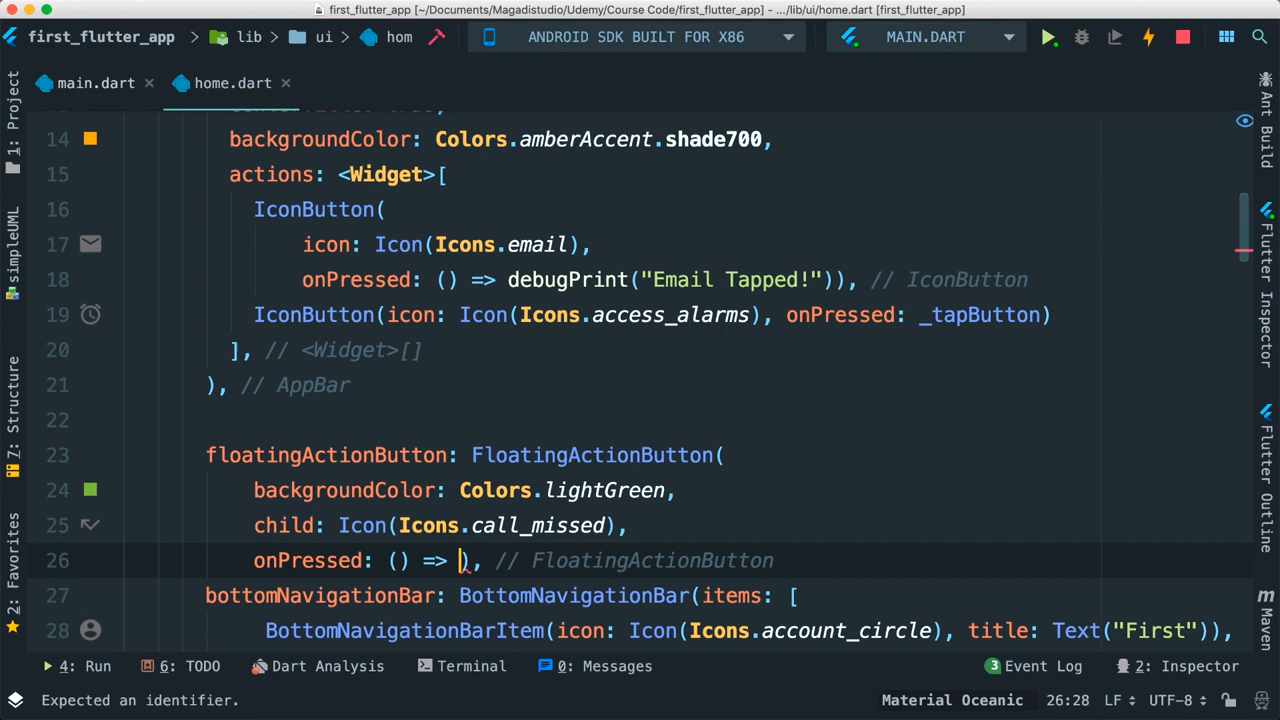 first_flutter_app [~/Documents/Magadistudio/Udemy/Course Code/first_flutter_app] - .../lib/ui/home.dart [first_flutter_app]
first_flutter_app lib ui hom ANDROID SDK BUILT FOR X86 MAIN.DART
main.dart home.dart
14 backgroundColor: Colors.amberAccent.shade700,
15 actions: <Widget>[
16 IconButton(
17 icon: Icon(Icons.email),
18 onPressed: () => debugPrint("Email Tapped!")), // IconButton
19 IconButton(icon: Icon(Icons.access_alarms), onPressed: _tapButton)
20 ], // <Widget>[]
21 ), // AppBar
22
23 floatingActionButton: FloatingActionButton(
24 backgroundColor: Colors.lightGreen,
25 child: Icon(Icons.call_missed),
26 onPressed: () => ), // FloatingActionButton
27 bottomNavigationBar: BottomNavigationBar(items: [
28 BottomNavigationBarItem(icon: Icon(Icons.account_circle), title: Text("First")),
1: Project
simpleUML
7: Structure
2: Favorites
Ant Build
Flutter Inspector
Flutter Outline
Maven
4: Run 6: TODO Dart Analysis Terminal 0: Messages 3 Event Log 2: Inspector
Expected an identifier. Material Oceanic 26:28 LF UTF-8